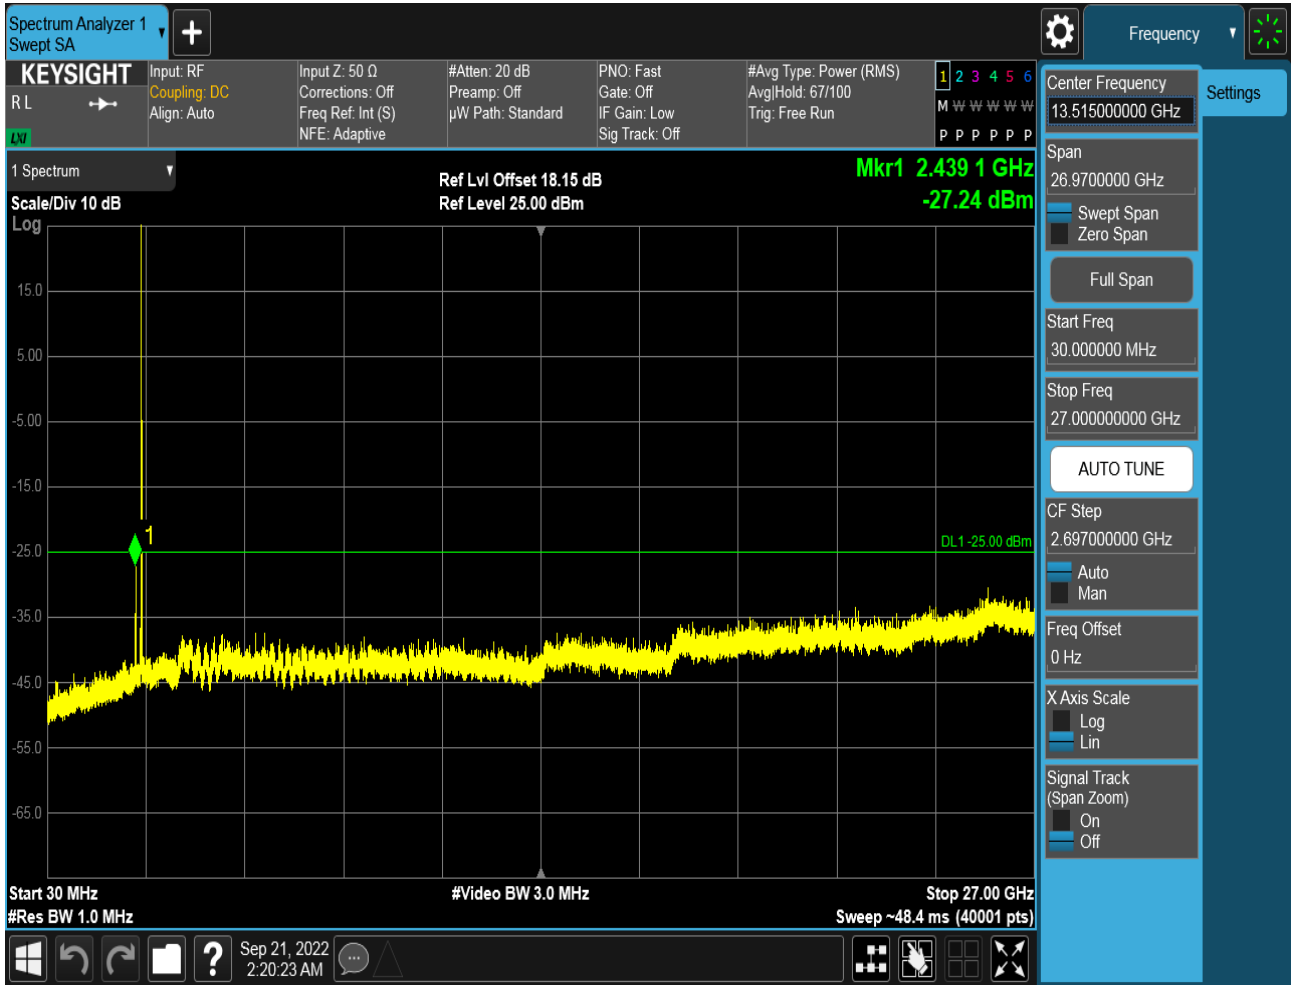 Spectrum Analyzer 1
Swept SA
Frequency
KEYSIGHT
R L
LXI
Input: RF
Coupling: DC
Align: Auto
Input Z: 50 Ω
Corrections: Off
Freq Ref: Int (S)
NFE: Adaptive
#Atten: 20 dB
Preamp: Off
µW Path: Standard
PNO: Fast
Gate: Off
IF Gain: Low
Sig Track: Off
#Avg Type: Power (RMS)
Avg|Hold: 67/100
Trig: Free Run
1 2 3 4 5 6
M W W W W W
P P P P P P
1 Spectrum
Scale/Div 10 dB
Log
Ref Lvl Offset 18.15 dB
Ref Level 25.00 dBm
Mkr1 2.439 1 GHz
-27.24 dBm
15.0
5.00
-5.00
-15.0
-25.0
-35.0
-45.0
-55.0
-65.0
1
DL1 -25.00 dBm
Start 30 MHz
#Res BW 1.0 MHz
#Video BW 3.0 MHz
Stop 27.00 GHz
Sweep ~48.4 ms (40001 pts)
Center Frequency
13.515000000 GHz
Settings
Span
26.9700000 GHz
Swept Span
Zero Span
Full Span
Start Freq
30.000000 MHz
Stop Freq
27.000000000 GHz
AUTO TUNE
CF Step
2.697000000 GHz
Auto
Man
Freq Offset
0 Hz
X Axis Scale
Log
Lin
Signal Track
(Span Zoom)
On
Off
?
Sep 21, 2022
2:20:23 AM